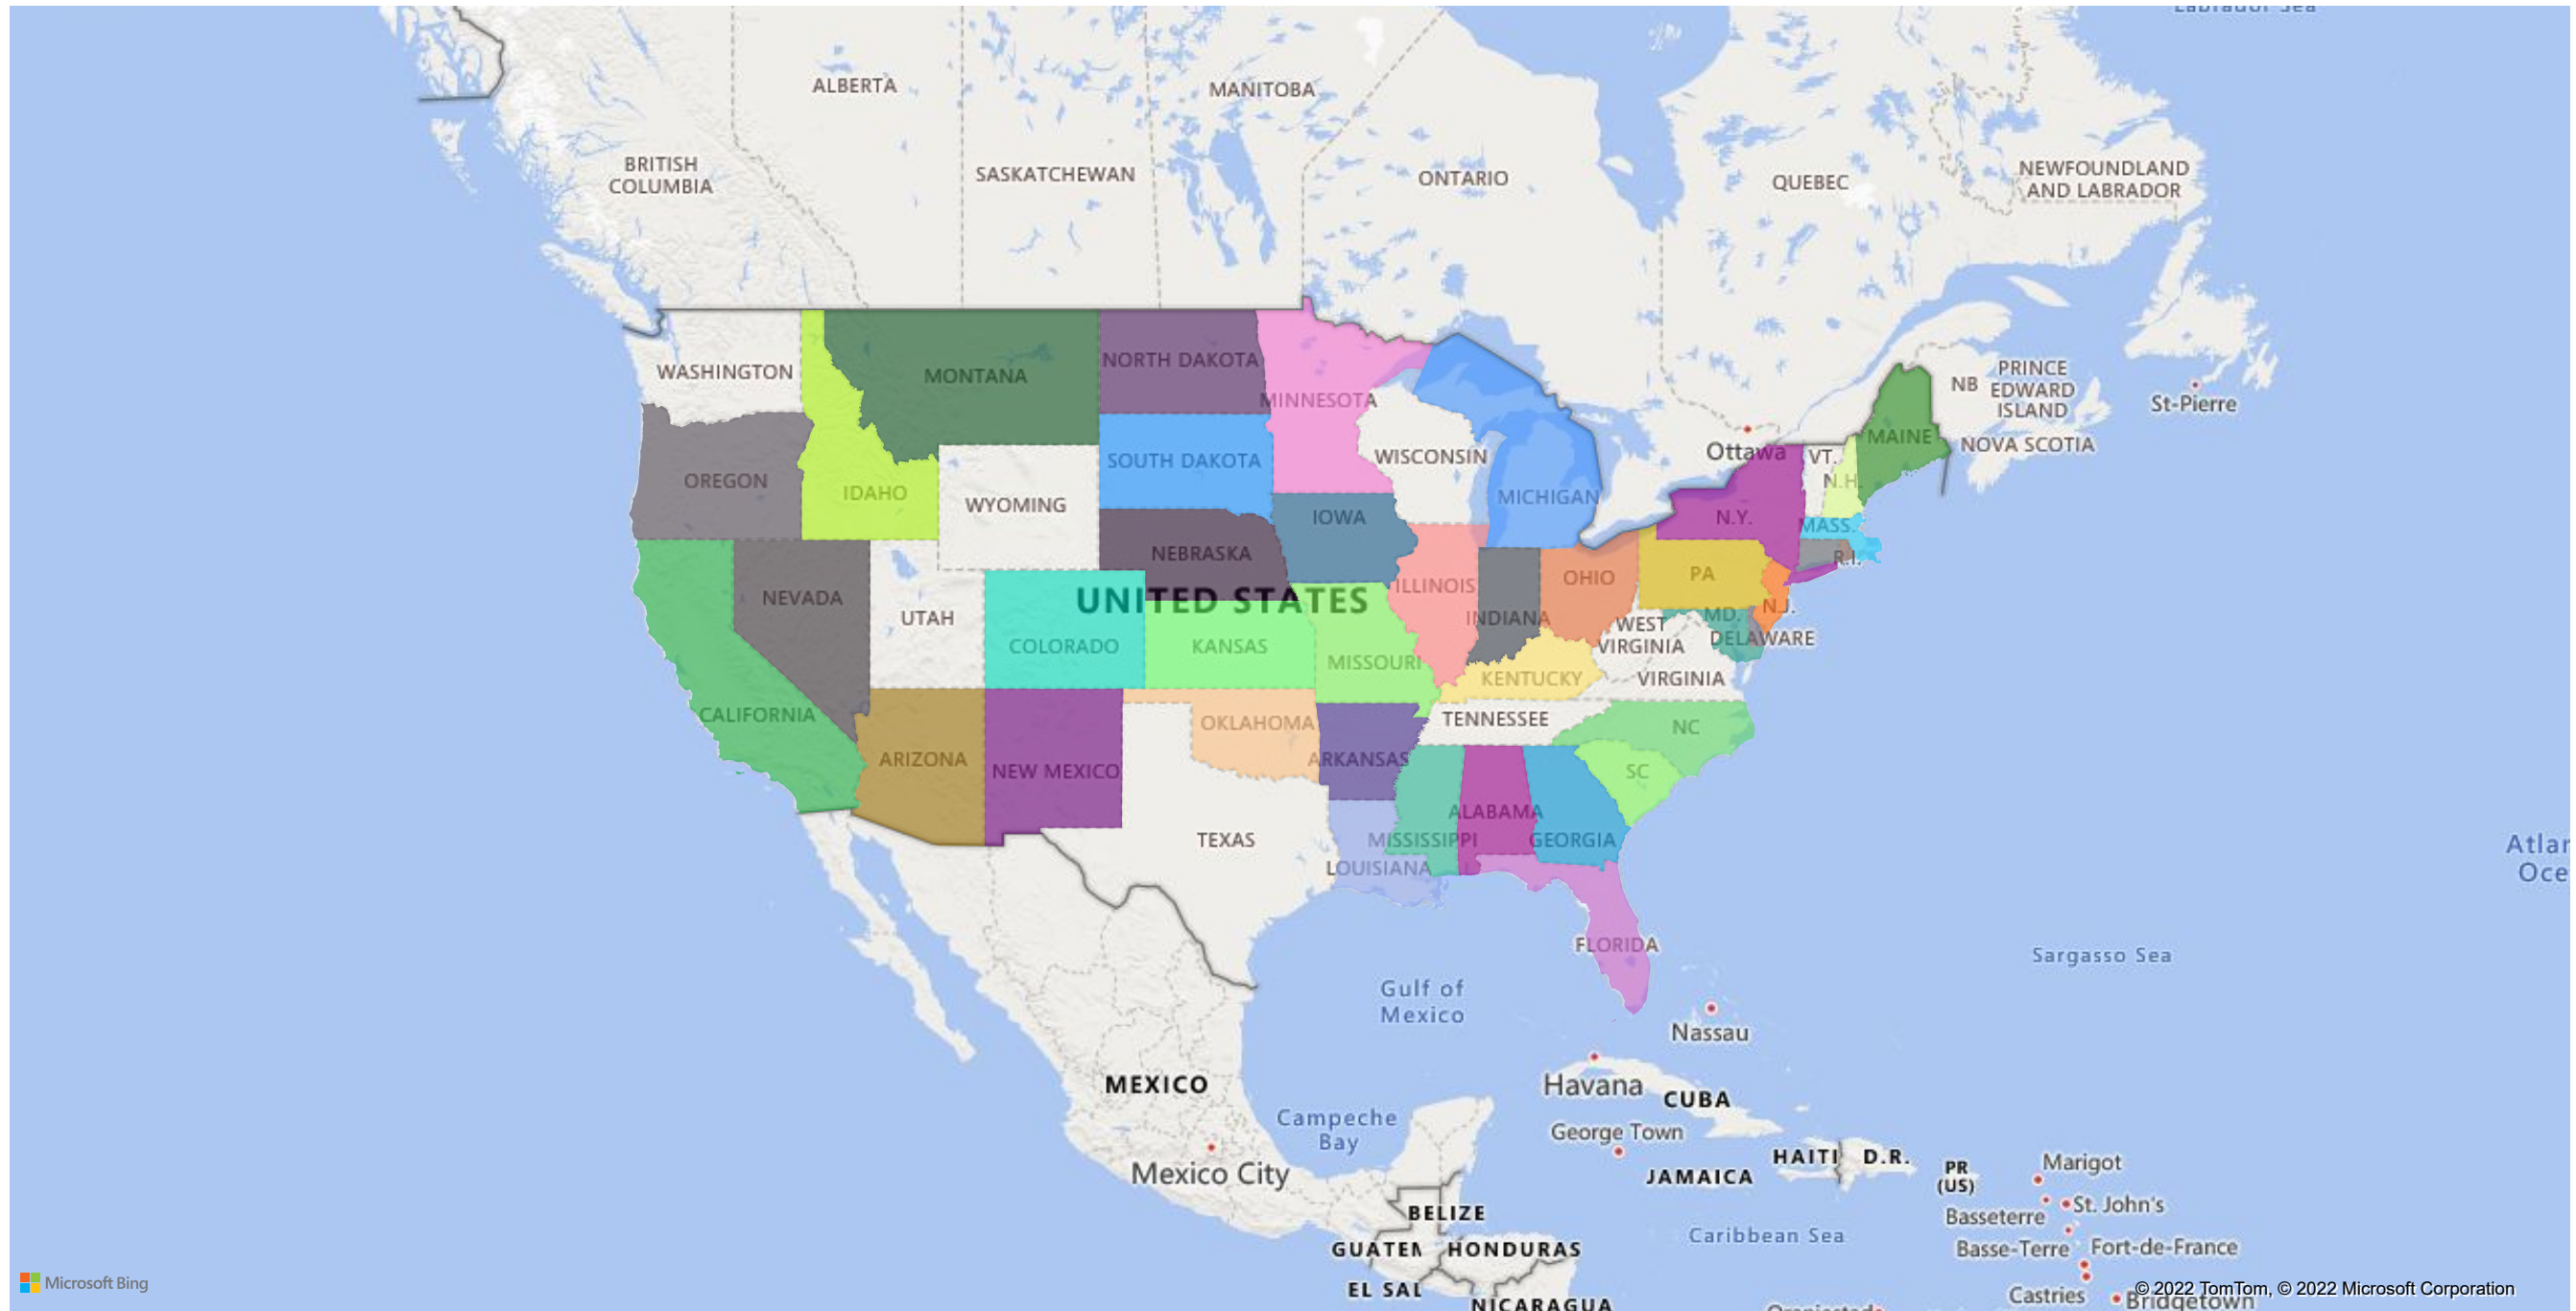 Labrador Sea
ALBERTA
MANITOBA
BRITISH
COLUMBIA
SASKATCHEWAN
ONTARIO
QUEBEC
NEWFOUNDLAND
AND LABRADOR
WASHINGTON
MONTANA
NORTH DAKOTA
MINNESOTA
NB
PRINCE
EDWARD
ISLAND
St-Pierre
MAINE
NOVA SCOTIA
Ottawa
VT.
N.H.
OREGON
IDAHO
WYOMING
SOUTH DAKOTA
WISCONSIN
MICHIGAN
IOWA
N.Y.
MASS.
R.I.
NEBRASKA
UNITED STATES
ILLINOIS
INDIANA
OHIO
PA
N.J.
MD.
DELAWARE
NEVADA
UTAH
COLORADO
KANSAS
MISSOURI
WEST
VIRGINIA
VIRGINIA
KENTUCKY
CALIFORNIA
ARIZONA
NEW MEXICO
OKLAHOMA
ARKANSAS
TENNESSEE
NC
SC
TEXAS
MISSISSIPPI
ALABAMA
GEORGIA
LOUISIANA
FLORIDA
Atlan
Oce
Sargasso Sea
Gulf of
Mexico
Nassau
MEXICO
Havana
CUBA
Campeche
Bay
George Town
Mexico City
JAMAICA
HAITI
D.R.
PR
(US)
Marigot
St. John's
Basseterre
BELIZE
Caribbean Sea
GUATEM
HONDURAS
Basse-Terre
Fort-de-France
EL SAL
NICARAGUA
Castries
Bridgetown
Microsoft Bing
© 2022 TomTom, © 2022 Microsoft Corporation